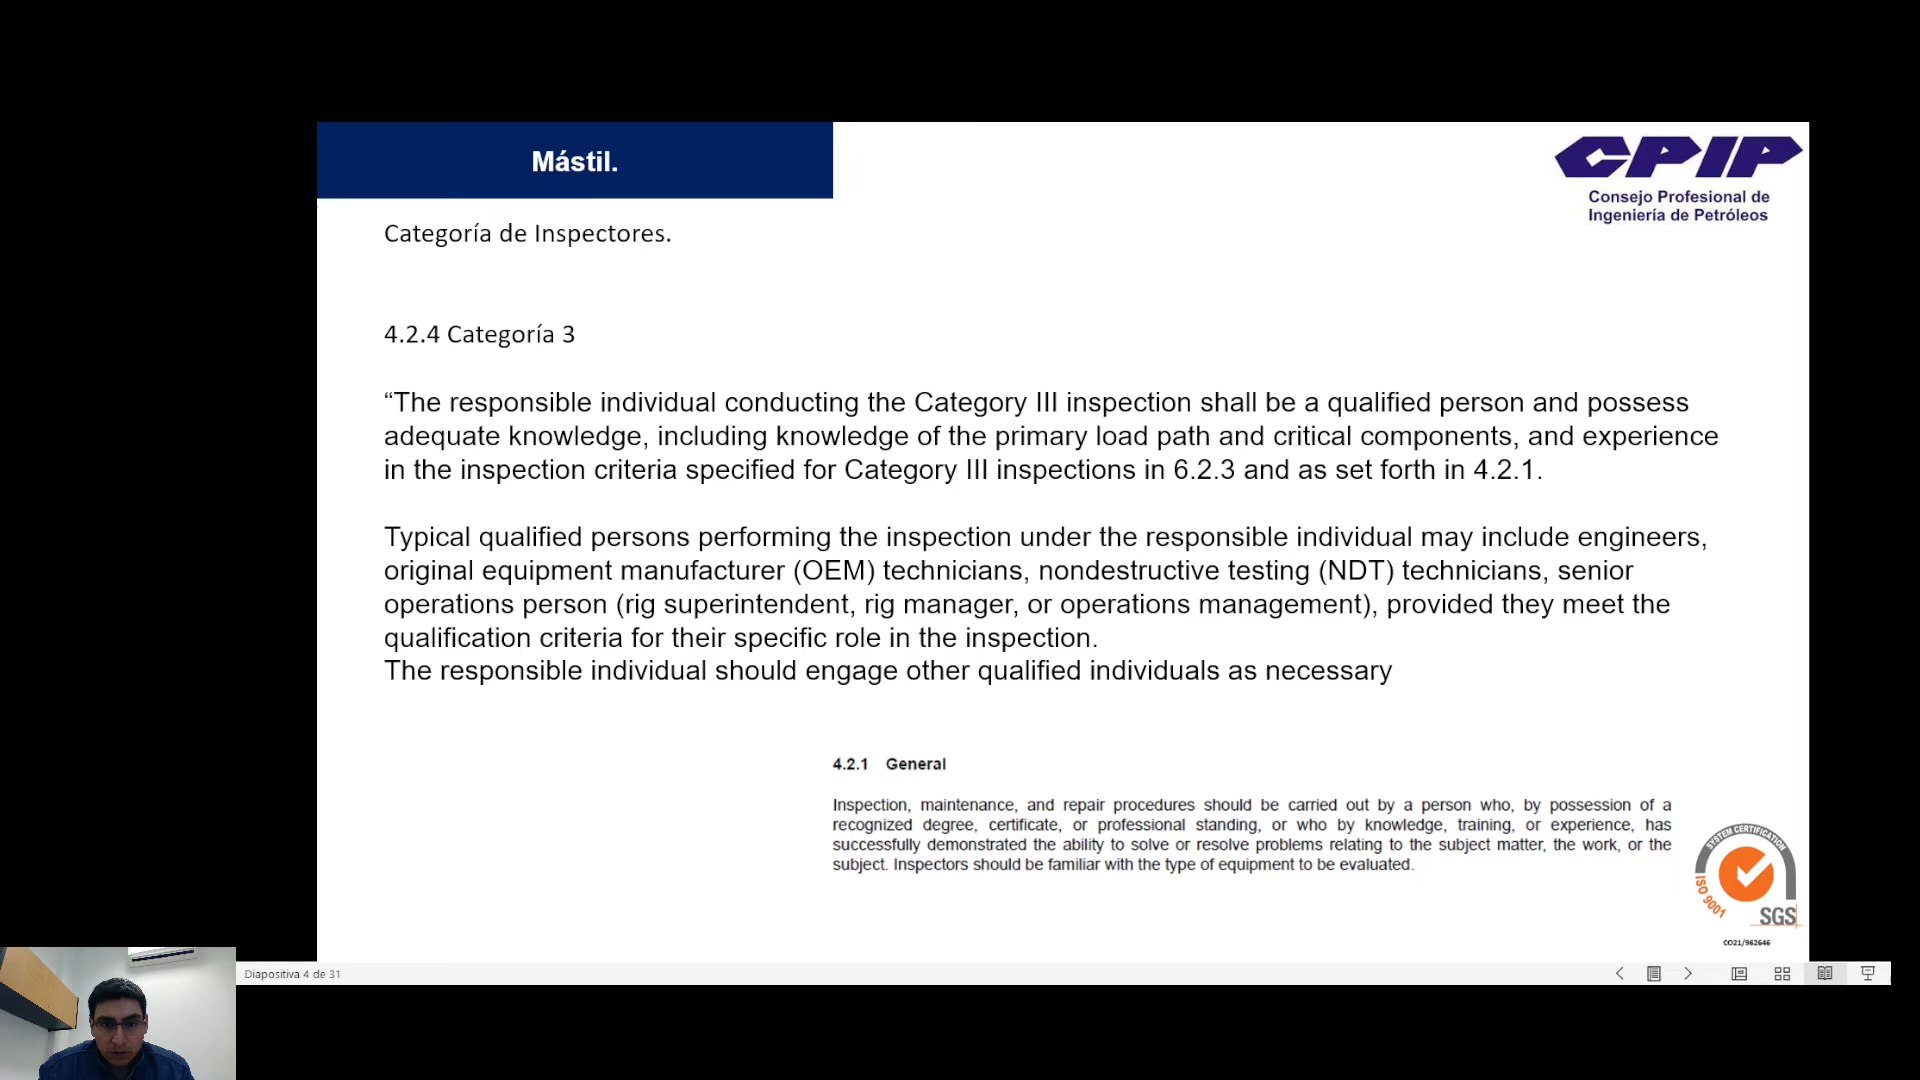 Mástil.
CPIP
Consejo Profesional de
Ingeniería de Petróleos
Categoría de Inspectores.
4.2.4 Categoría 3
“The responsible individual conducting the Category III inspection shall be a qualified person and possess
adequate knowledge, including knowledge of the primary load path and critical components, and experience
in the inspection criteria specified for Category III inspections in 6.2.3 and as set forth in 4.2.1.
Typical qualified persons performing the inspection under the responsible individual may include engineers,
original equipment manufacturer (OEM) technicians, nondestructive testing (NDT) technicians, senior
operations person (rig superintendent, rig manager, or operations management), provided they meet the
qualification criteria for their specific role in the inspection.
The responsible individual should engage other qualified individuals as necessary
4.2.1 General
Inspection, maintenance, and repair procedures should be carried out by a person who, by possession of a
recognized degree, certificate, or professional standing, or who by knowledge, training, or experience, has
successfully demonstrated the ability to solve or resolve problems relating to the subject matter, the work, or the
subject. Inspectors should be familiar with the type of equipment to be evaluated.
SYSTEM CERTIFICATION
ISO 9001
SGS
CO21/962646
Diapositiva 4 de 31